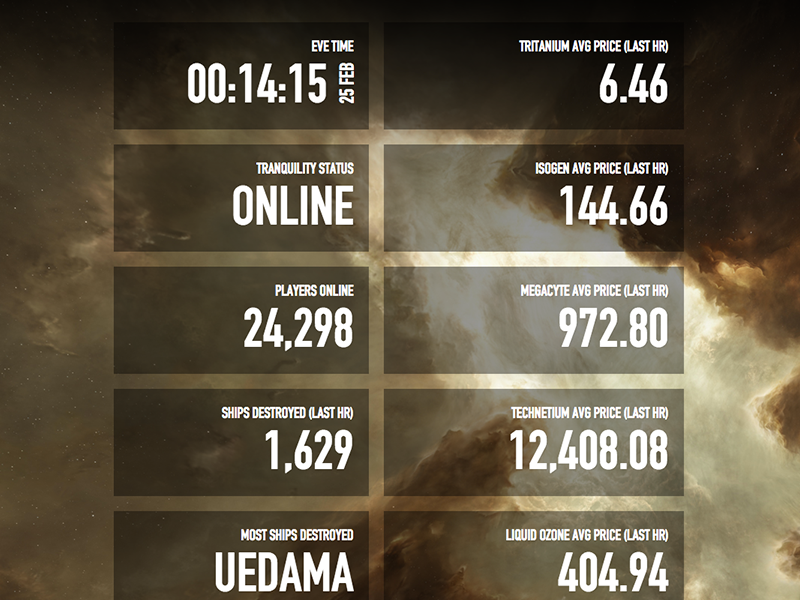 EVE TIME
00:14:15 25 FEB
TRITANIUM AVG PRICE (LAST HR)
6.46
TRANQUILITY STATUS
ONLINE
ISOGEN AVG PRICE (LAST HR)
144.66
PLAYERS ONLINE
24,298
MEGACYTE AVG PRICE (LAST HR)
972.80
SHIPS DESTROYED (LAST HR)
1,629
TECHNETIUM AVG PRICE (LAST HR)
12,408.08
MOST SHIPS DESTROYED
UEDAMA
LIQUID OZONE AVG PRICE (LAST HR)
404.94